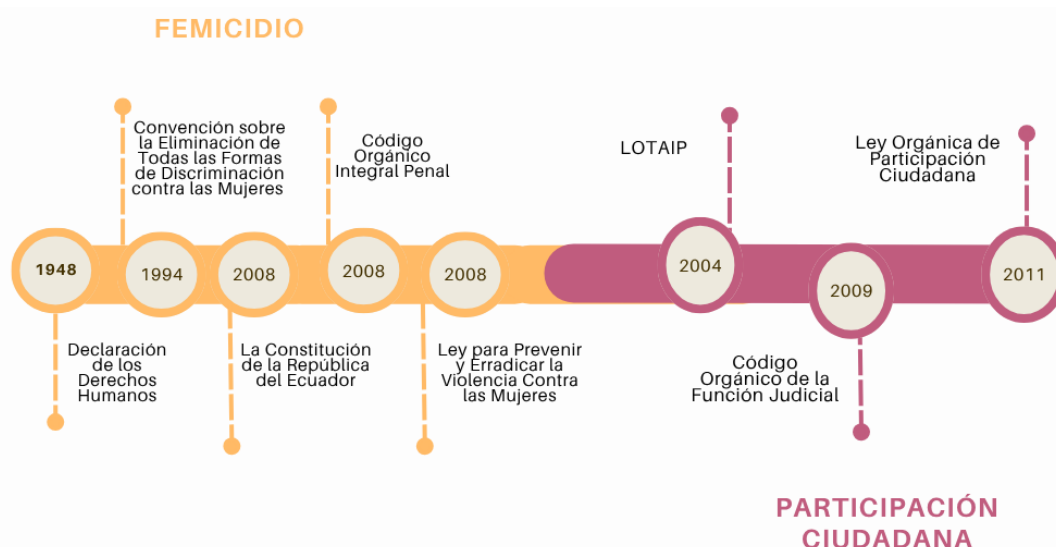 FEMICIDIO
Convención sobre
la Eliminación de
Todas las Formas
de Discriminación
contra las Mujeres
Código
Orgánico
Integral Penal
LOTAIP
Ley Orgánica de
Participación
Ciudadana
1948
1994
2008
2008
2008
2004
2009
2011
Declaración
de los
Derechos
Humanos
La Constitución
de la República
del Ecuador
Ley para Prevenir
y Erradicar la
Violencia Contra
las Mujeres
Código
Orgánico de la
Función Judicial
PARTICIPACIÓN
CIUDADANA